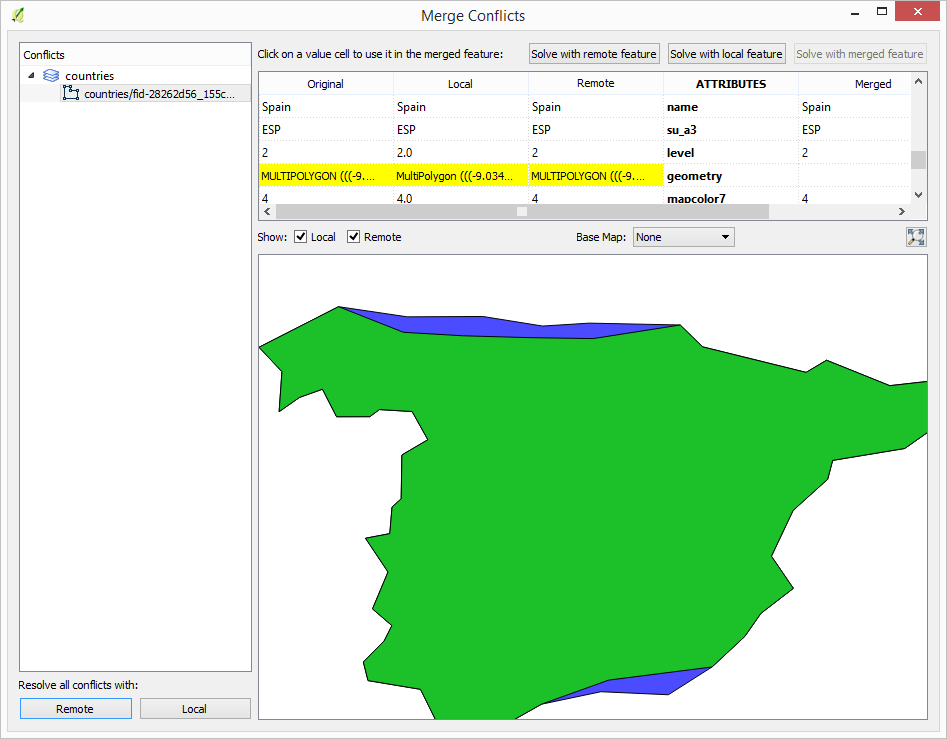 Merge Conflicts
Conflicts
countries
countries/fid-28262d56_155c...
Resolve all conflicts with:
Remote Local
Click on a value cell to use it in the merged feature: Solve with remote feature Solve with local feature Solve with merged feature
Original Local Remote ATTRIBUTES Merged
Spain Spain Spain name Spain
ESP ESP ESP su_a3 ESP
2 2.0 2 level 2
MULTIPOLYGON (((-9.... MultiPolygon (((-9.034... MULTIPOLYGON (((-9.... geometry
4 4.0 4 mapcolor7 4
Show: Local Remote Base Map: None